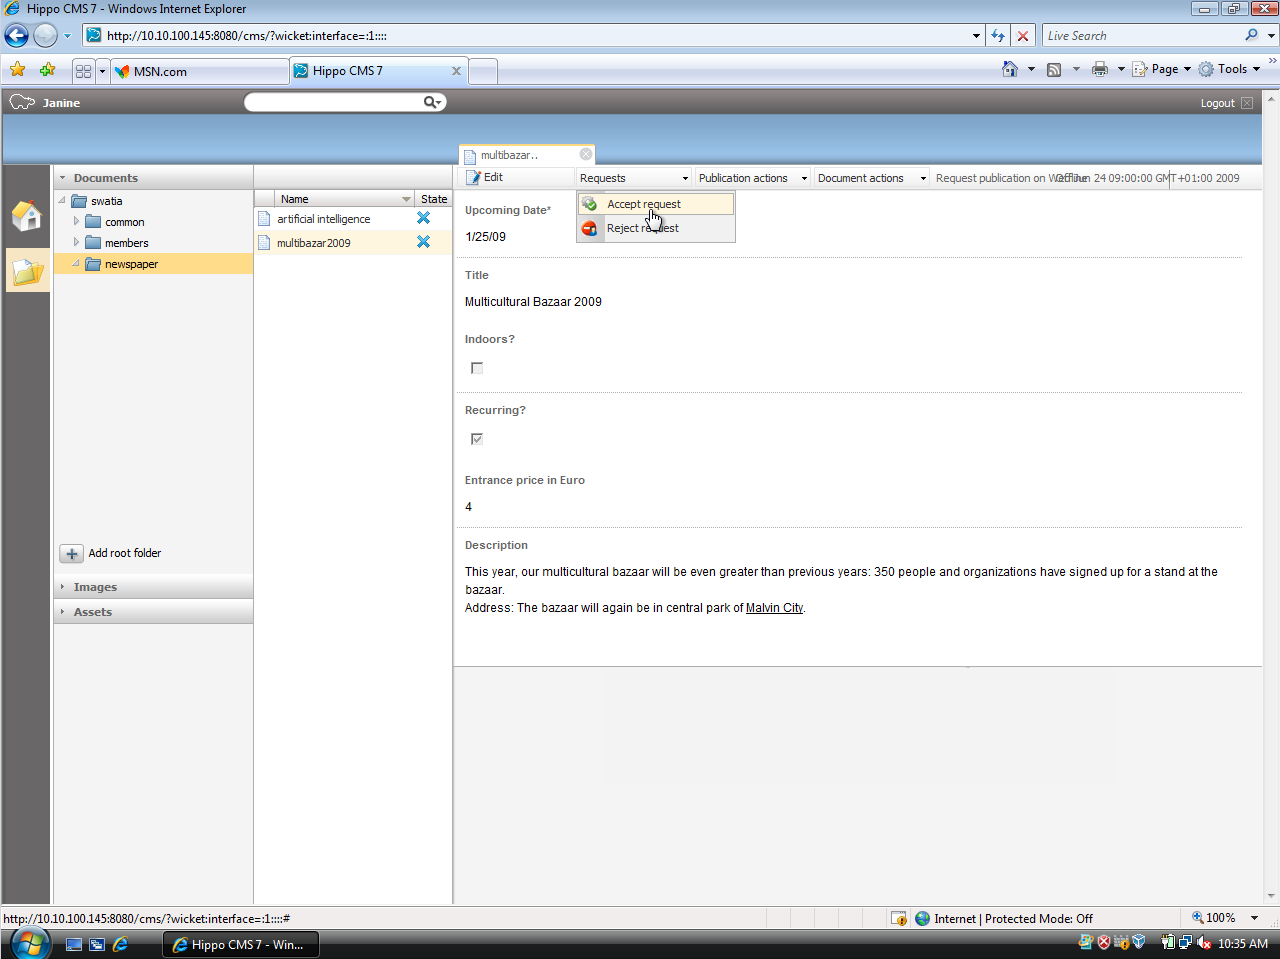 Hippo CMS 7 - Windows Internet Explorer
http://10.10.100.145:8080/cms/?wicket:interface=:1::::
Live Search
MSN.com
Hippo CMS 7
Page
Tools
Janine
Logout
multibazar..
Documents
Edit
Requests
Publication actions
Document actions
Request publication on Wed Jun 24 09:00:00 GMT+01:00 2009
Offline
swatia
common
members
newspaper
Name
State
artificial intelligence
multibazar2009
Accept request
Reject request
Upcoming Date*
1/25/09
Title
Multicultural Bazaar 2009
Indoors?
Recurring?
Entrance price in Euro
4
Description
This year, our multicultural bazaar will be even greater than previous years: 350 people and organizations have signed up for a stand at the
bazaar.
Address: The bazaar will again be in central park of Malvin City.
Add root folder
Images
Assets
http://10.10.100.145:8080/cms/?wicket:interface=:1::::#
Internet | Protected Mode: Off
100%
Hippo CMS 7 - Win...
10:35 AM